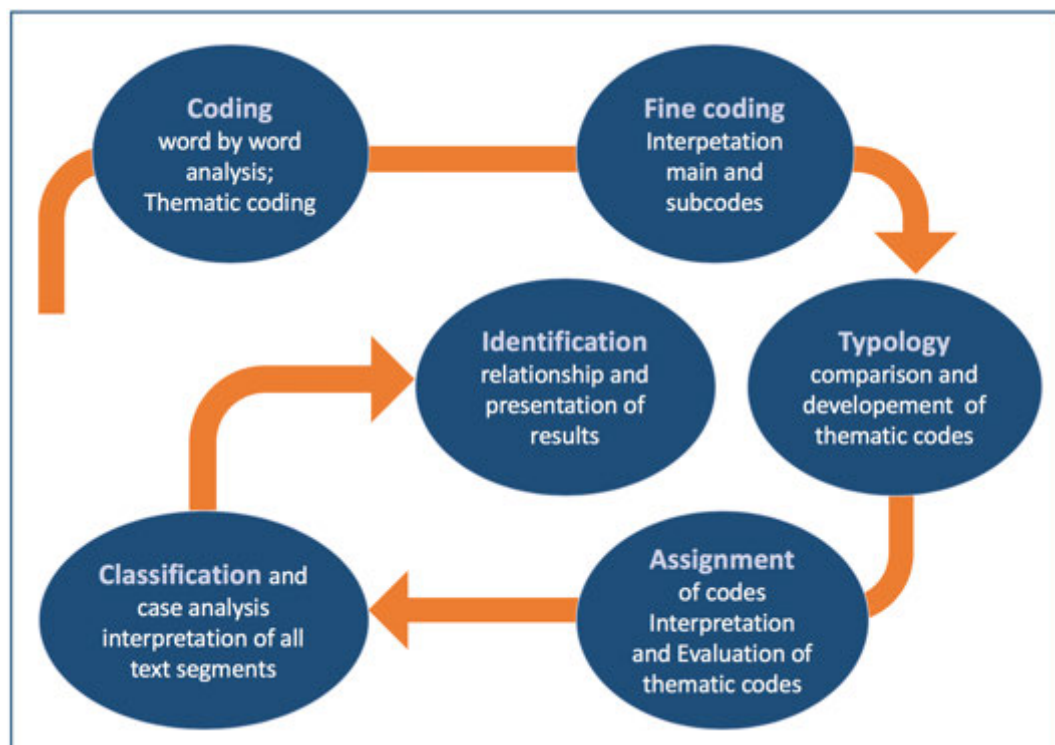 Coding
word by word
analysis;
Thematic coding
Fine coding
Interpetation
main and
subcodes
Typology
comparison and
developement of
thematic codes
Assignment
of codes
Interpretation
and Evaluation of
thematic codes
Classification and
case analysis
interpretation of all
text segments
Identification
relationship and
presentation of
results